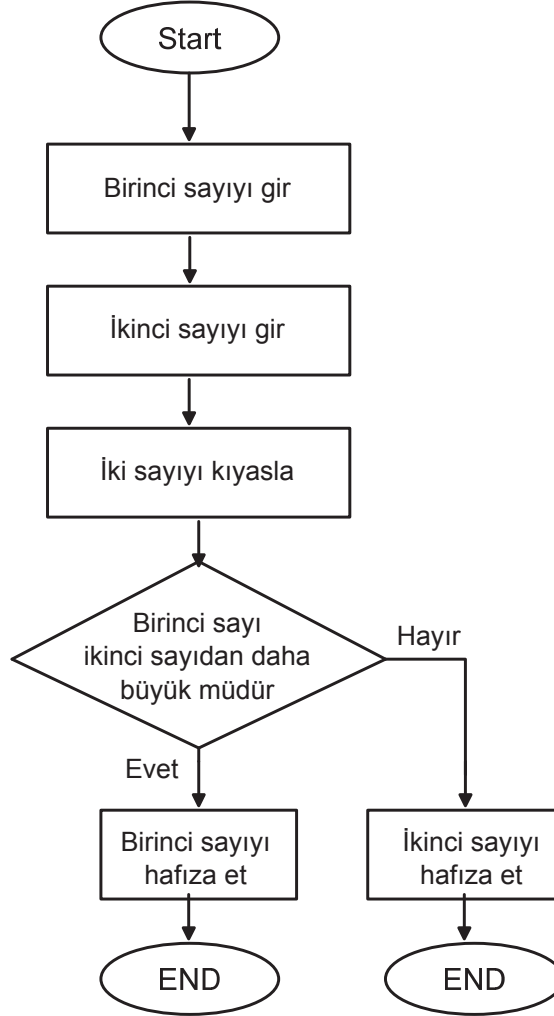 Start
Birinci sayıyı gir
İkinci sayıyı gir
İki sayıyı kıyasla
Birinci sayı
ikinci sayıdan daha
büyük müdür
Hayır
Evet
Birinci sayıyı
hafıza et
İkinci sayıyı
hafıza et
END
END